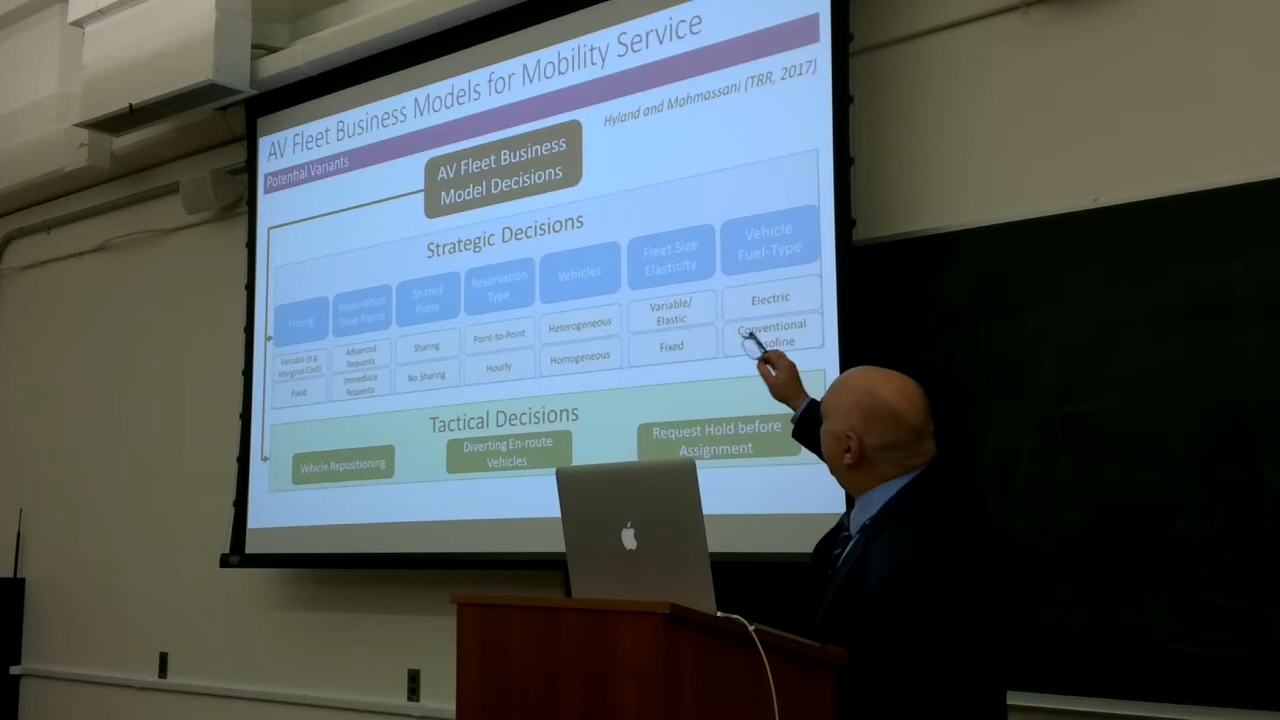 AV Fleet Business Models for Mobility Service
Potential Variants
Hyland and Mahmassani (TRR, 2017)
AV Fleet Business
Model Decisions
Strategic Decisions
Pricing
Reservation
Time-frame
Shared
Rides
Reservation
Type
Vehicles
Fleet Size
Elasticity
Vehicle
Fuel-Type
Variable (e.g.
Marginal Cost)
Advanced
Requests
Sharing
Point-to-Point
Heterogeneous
Variable/
Elastic
Electric
Fixed
Immediate
Requests
No Sharing
Hourly
Homogeneous
Fixed
Conventional
soline
Tactical Decisions
Vehicle Repositioning
Diverting En-route
Vehicles
Request Hold before
Assignment